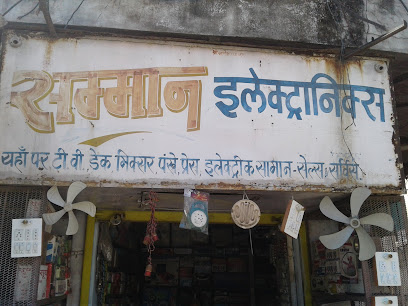 सम्मान इलेक्ट्रानिक्स
यहाँ पर टी वी, डेक, मिक्सर, पंखे, प्रेस, इलेक्ट्रीक सामान-सेल्स & सर्विस